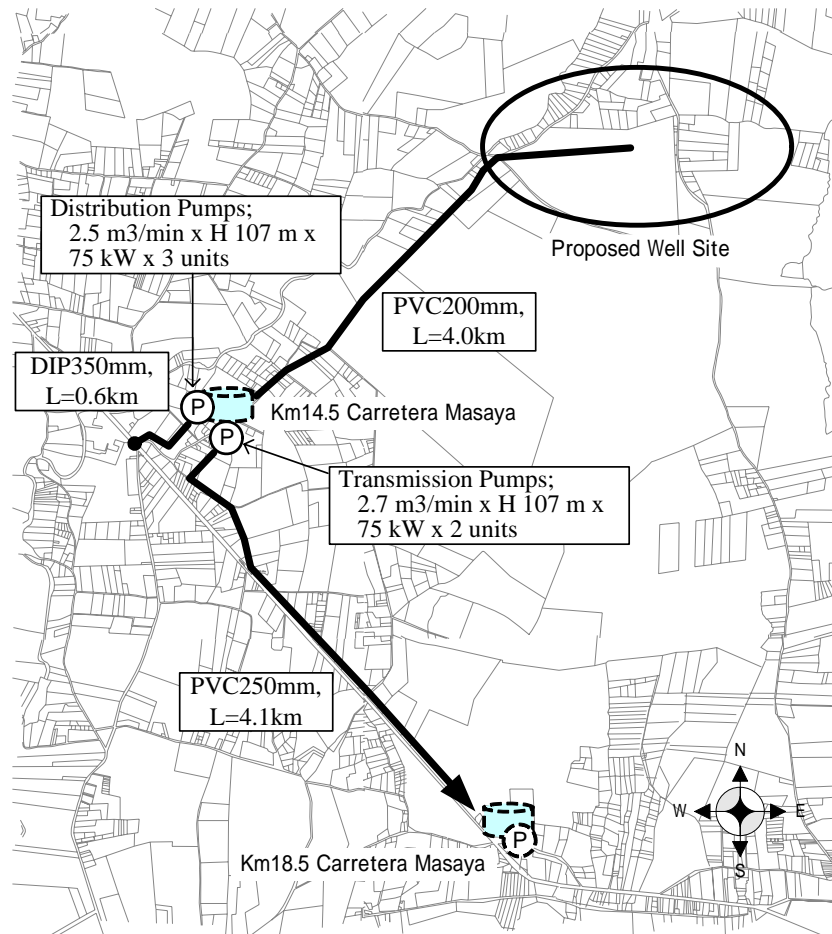 Distribution Pumps;
2.5 m3/min x H 107 m x
75 kW x 3 units
Proposed Well Site
PVC200mm,
L=4.0km
DIP350mm,
L=0.6km
P
Km14.5 Carretera Masaya
P
Transmission Pumps;
2.7 m3/min x H 107 m x
75 kW x 2 units
PVC250mm,
L=4.1km
N
W
E
S
P
Km18.5 Carretera Masaya